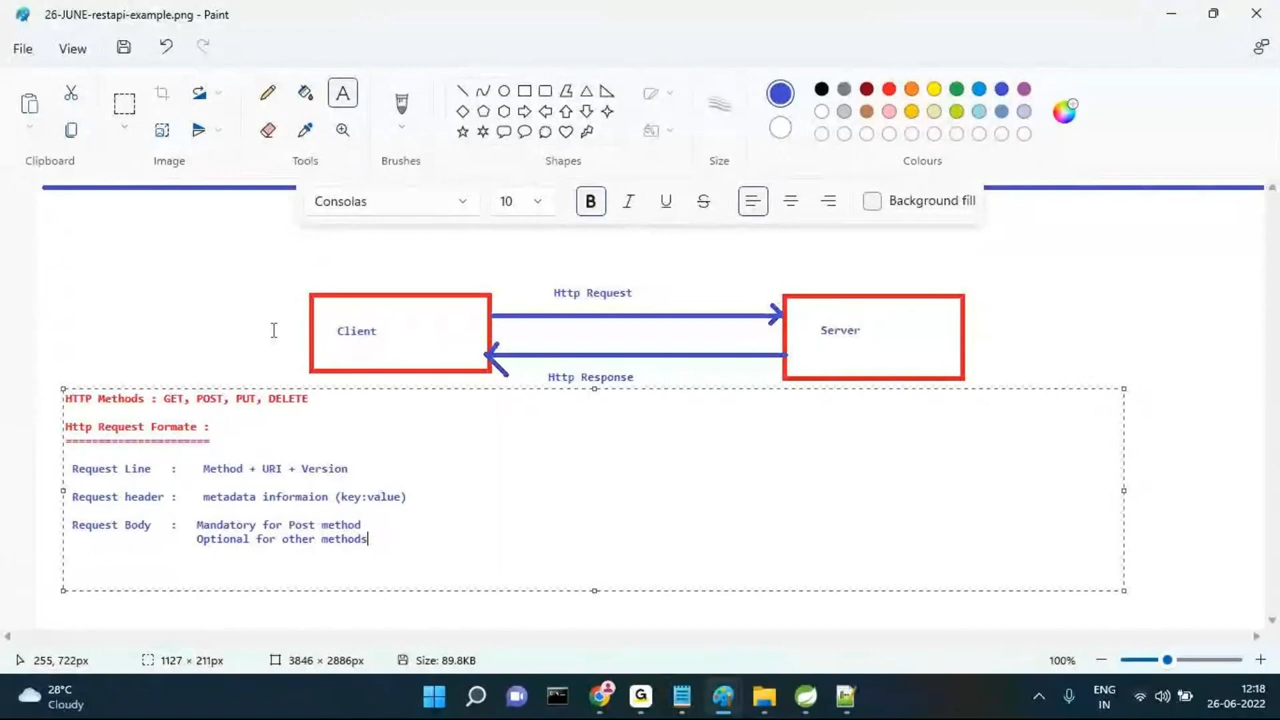 26-JUNE-restapi-example.png - Paint
File View
Clipboard Image Tools Brushes Shapes Size Colours
Consolas 10 B I U S Background fill
Http Request
Client
Server
Http Response
HTTP Methods : GET, POST, PUT, DELETE
Http Request Formate :
======================
Request Line : Method + URI + Version
Request header : metadata informaion (key:value)
Request Body : Mandatory for Post method
Optional for other methods
255, 722px 1127 × 211px 3846 × 2886px Size: 89.8KB 100%
28°C
Cloudy
ENG
IN
12:18
26-06-2022